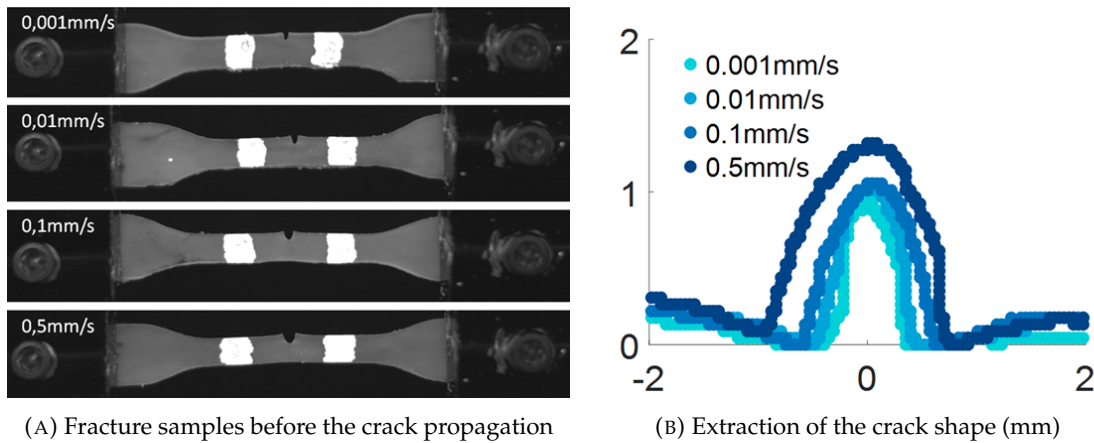 0,001mm/s
0,01mm/s
0,1mm/s
0,5mm/s
(A) Fracture samples before the crack propagation
2
1
0
-2
0
2
0.001mm/s
0.01mm/s
0.1mm/s
0.5mm/s
(B) Extraction of the crack shape (mm)